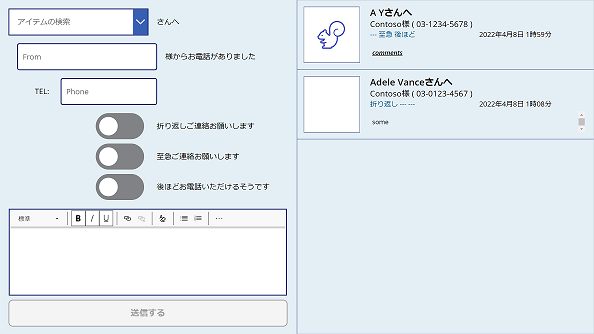 アイテムの検索 さんへ
From 様からお電話がありました
TEL: Phone
折り返しご連絡お願いします
至急ご連絡お願いします
後ほどお電話いただけるそうです
標準 B / U
送信する
A Yさんへ
Contoso様 ( 03-1234-5678 )
--- 至急 後ほど 2022年4月8日 1時59分
comments
Adele Vanceさんへ
Contoso様 ( 03-0123-4567 )
折り返し --- --- 2022年4月8日 1時08分
some